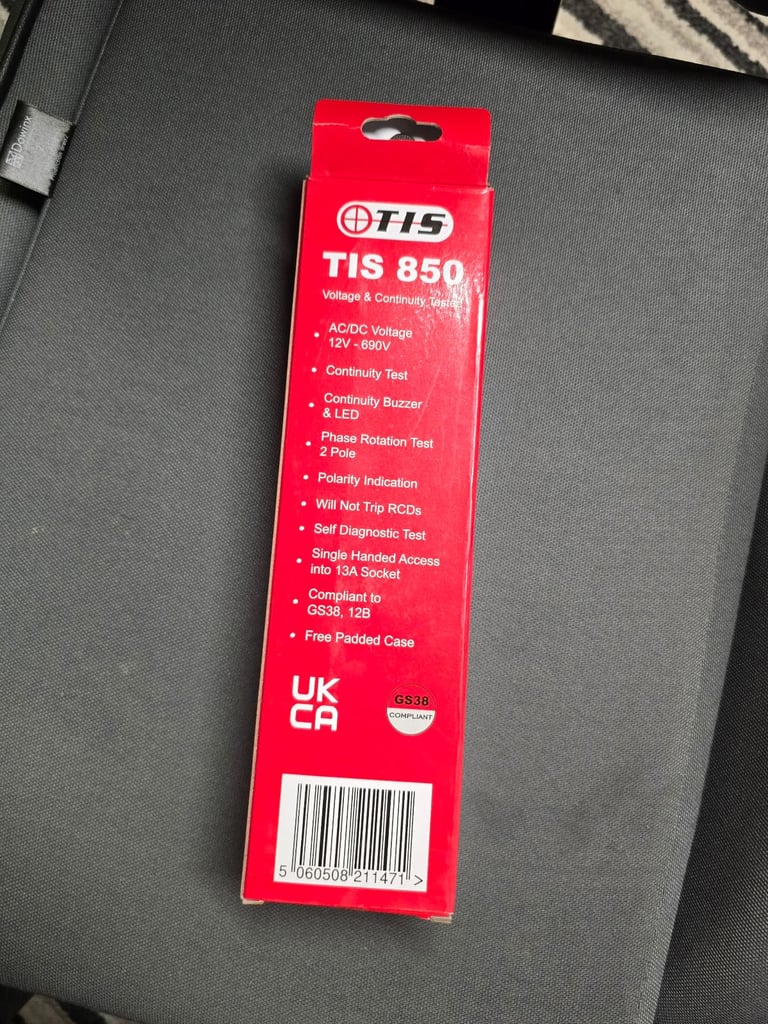 Dowinx
TIS
TIS 850
Voltage & Continuity Tester
• AC/DC Voltage
12V - 690V
• Continuity Test
• Continuity Buzzer
& LED
• Phase Rotation Test
2 Pole
• Polarity Indication
• Will Not Trip RCDs
• Self Diagnostic Test
• Single Handed Access
into 13A Socket
• Compliant to
GS38, 12B
• Free Padded Case
UK
CA
GS38
COMPLIANT
5 060508 211471 >